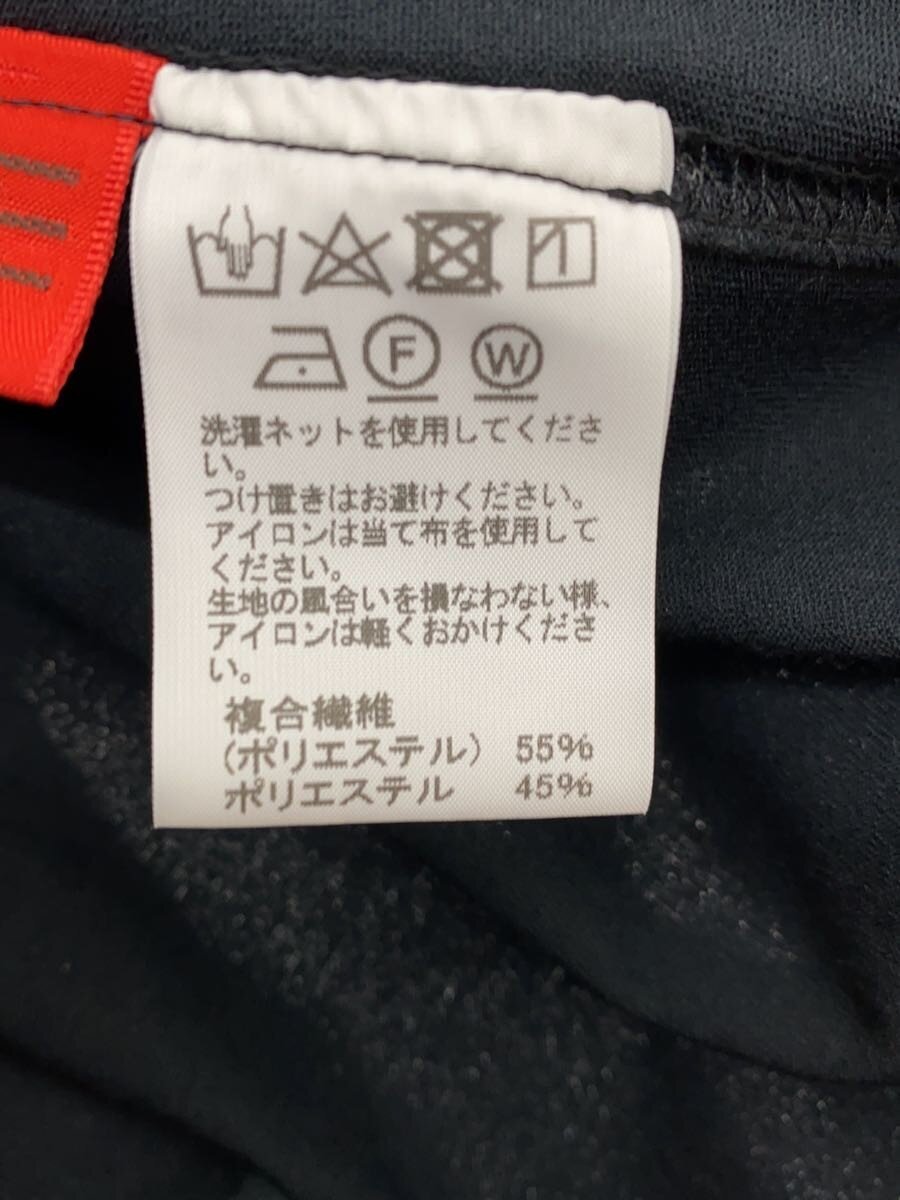 F W
洗濯ネットを使用してくださ
い。
つけ置きはお避けください。
アイロンは当て布を使用して
ください。
生地の風合いを損なわない様、
アイロンは軽くおかけくださ
い。
複合繊維
(ポリエステル) 55%
ポリエステル 45%